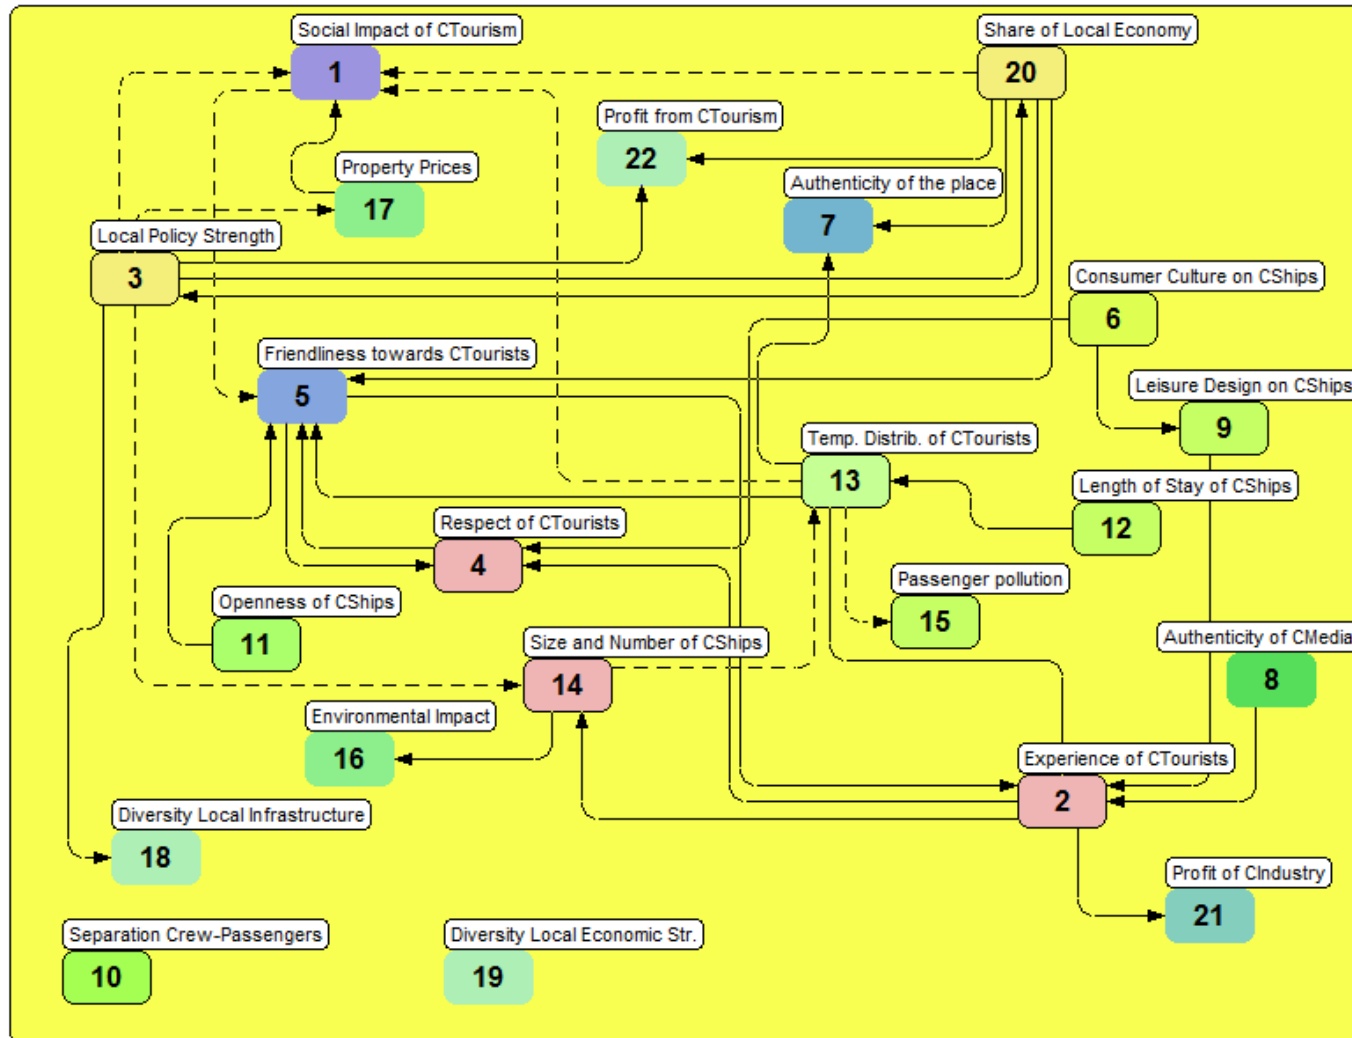 Social Impact of CTourism
1
Share of Local Economy
20
Profit from CTourism
22
Property Prices
17
Authenticity of the place
7
Local Policy Strength
3
Consumer Culture on CShips
6
Friendliness towards CTourists
5
Leisure Design on CShips
9
Temp. Distrib. of CTourists
13
Length of Stay of CShips
12
Respect of CTourists
4
Passenger pollution
15
Openness of CShips
11
Size and Number of CShips
14
Authenticity of CMedia
8
Environmental Impact
16
Experience of CTourists
2
Diversity Local Infrastructure
18
Profit of CIndustry
21
Separation Crew-Passengers
10
Diversity Local Economic Str.
19